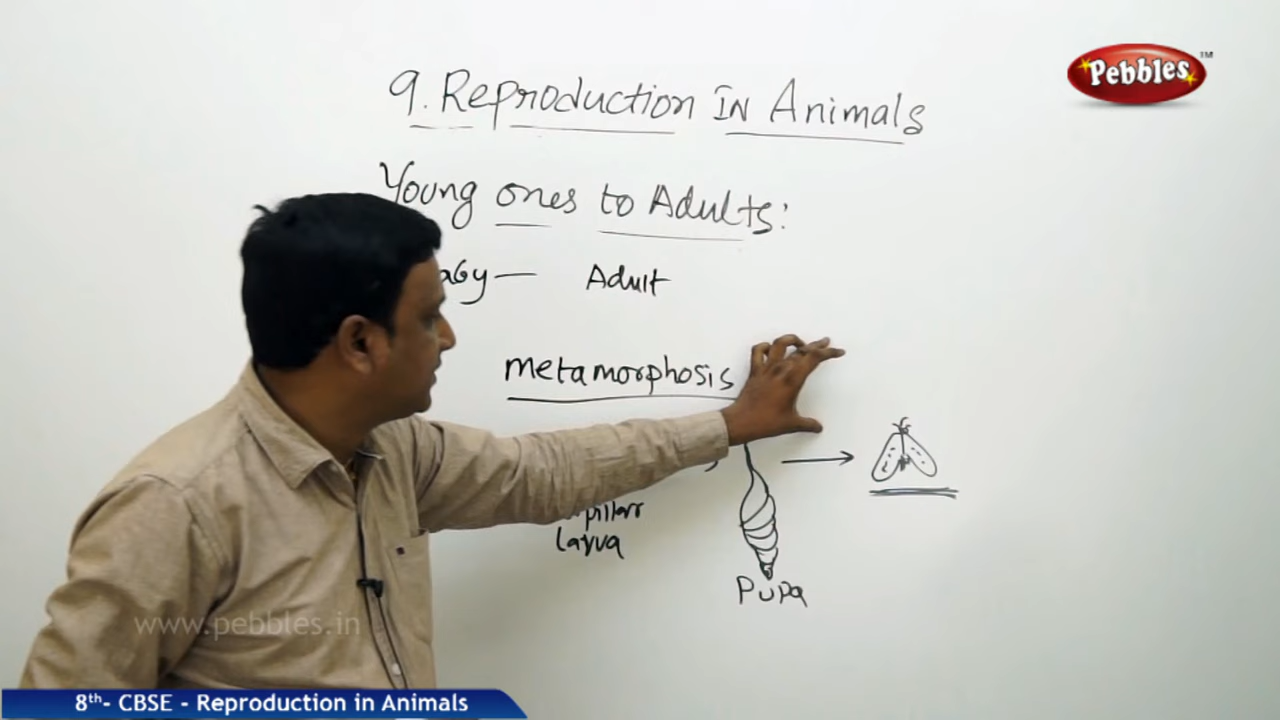 Pebbles™
9. Reproduction IN Animals
Young ones to Adults:
Adult
metamorphosis
larva
Pupa
www.pebbles.in
8th- CBSE - Reproduction in Animals